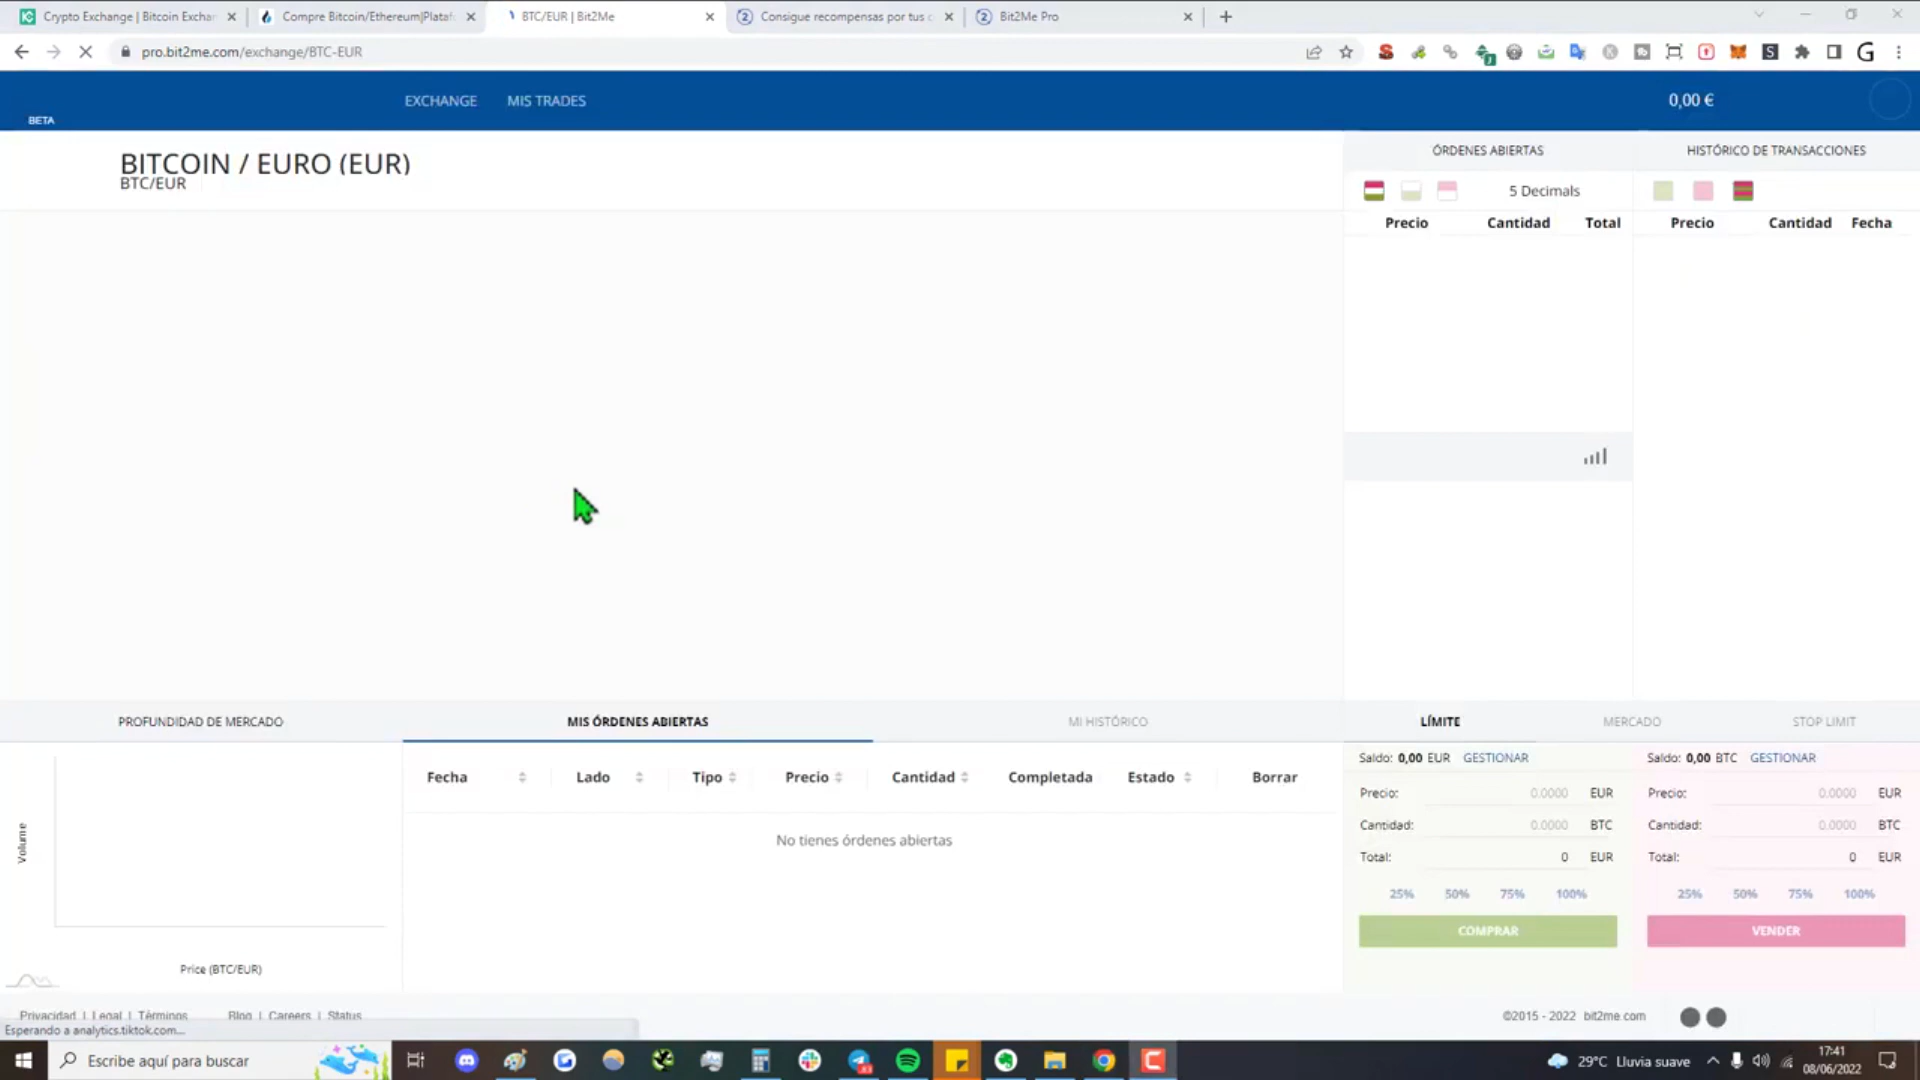 Crypto Exchange | Bitcoin Exchan
Compre Bitcoin/Ethereum|Plataf
BTC/EUR | Bit2Me
Consigue recompensas por tus c
Bit2Me Pro
pro.bit2me.com/exchange/BTC-EUR
BETA
EXCHANGE
MIS TRADES
0,00 €
BITCOIN / EURO (EUR)
BTC/EUR
ÓRDENES ABIERTAS
HISTÓRICO DE TRANSACCIONES
5 Decimals
Precio Cantidad Total
Precio Cantidad Fecha
PROFUNDIDAD DE MERCADO
MIS ÓRDENES ABIERTAS
MI HISTÓRICO
LÍMITE
MERCADO
STOP LIMIT
Saldo: 0,00 EUR GESTIONAR
Saldo: 0,00 BTC GESTIONAR
Fecha Lado Tipo Precio Cantidad Completada Estado Borrar
Precio: 0.0000 EUR
Precio: 0.0000 EUR
Cantidad: 0.0000 BTC
Cantidad: 0.0000 BTC
No tienes órdenes abiertas
Volume
Total: 0 EUR
Total: 0 EUR
25% 50% 75% 100%
25% 50% 75% 100%
COMPRAR
VENDER
Price (BTC/EUR)
Privacidad | Legal | Términos
Blog | Careers | Status
©2015 - 2022 bit2me.com
Esperando a analytics.tiktok.com...
Escribe aquí para buscar
29°C Lluvia suave
17:41
08/06/2022